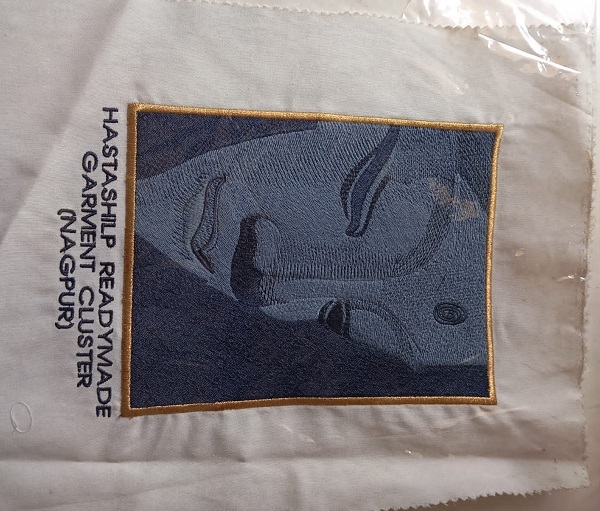 HASTASHILP READYMADE
GARMENT CLUSTER
(NAGPUR)